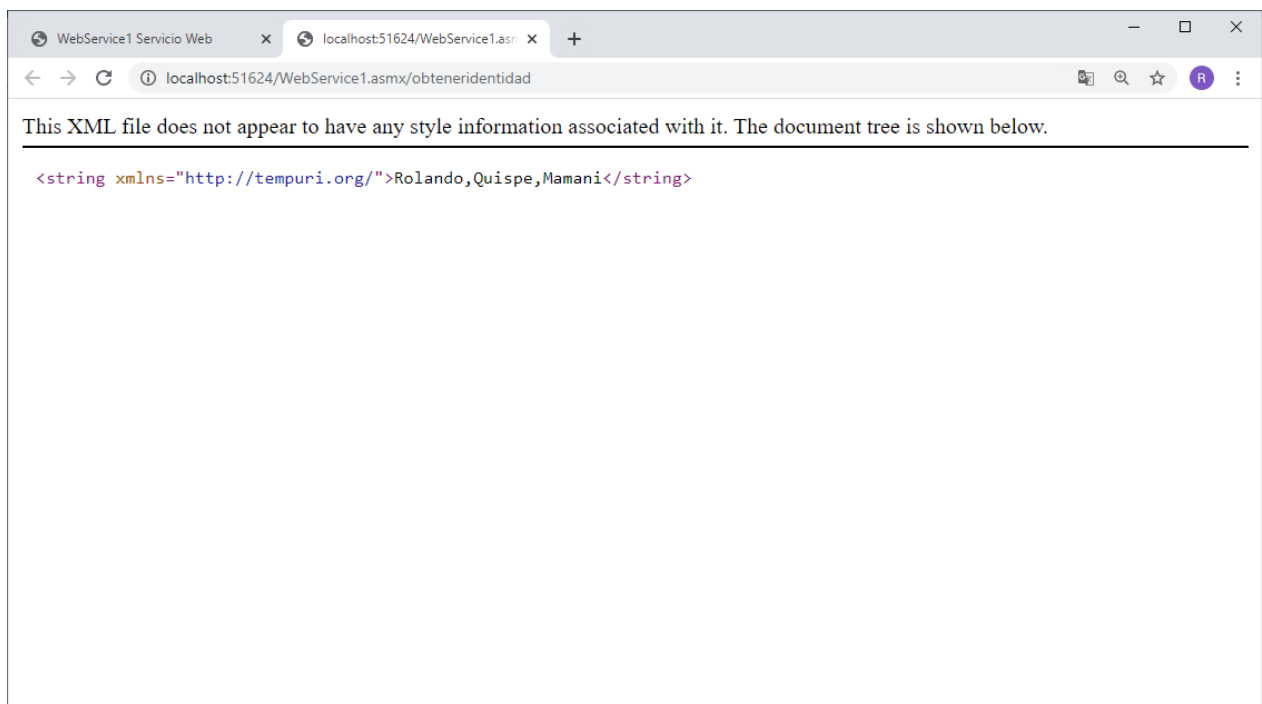 WebService1 Servicio Web
localhost:51624/WebService1.asm
localhost:51624/WebService1.asmx/obteneridentidad
R
This XML file does not appear to have any style information associated with it. The document tree is shown below.
<string xmlns="http://tempuri.org/">Rolando,Quispe,Mamani</string>